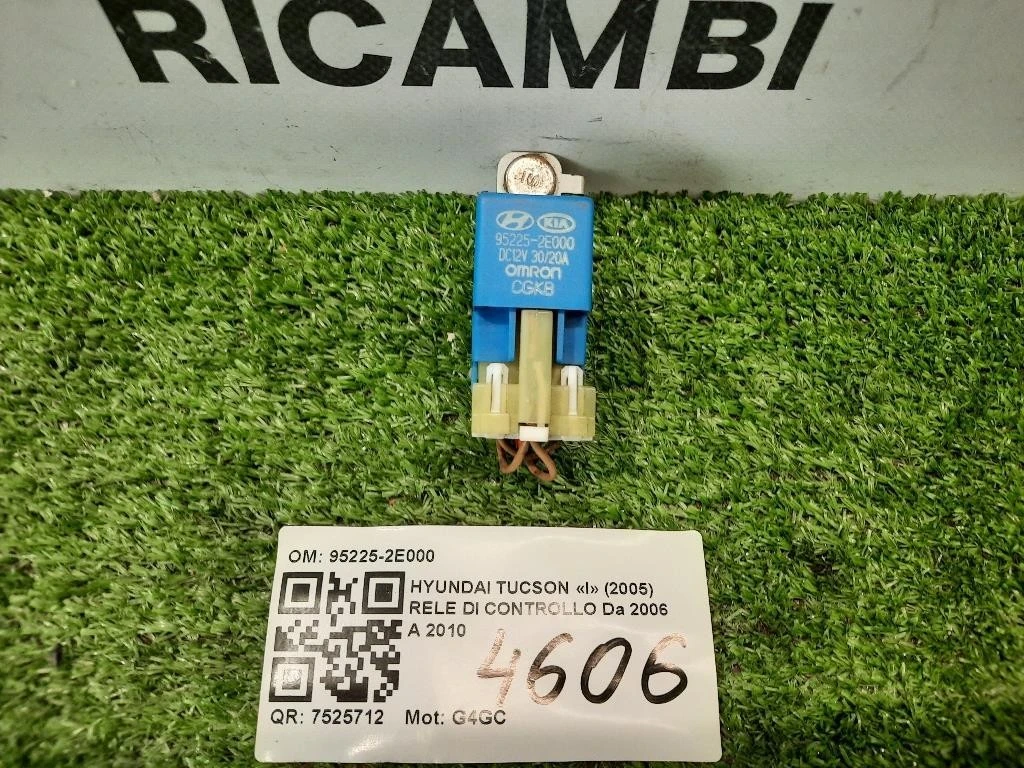 RICAMBI
KIA
95225-2E000
DC12V 30/20A
OMRON
CGKB
OM: 95225-2E000
HYUNDAI TUCSON «I» (2005)
RELE DI CONTROLLO Da 2006
A 2010
4606
QR: 7525712 Mot: G4GC